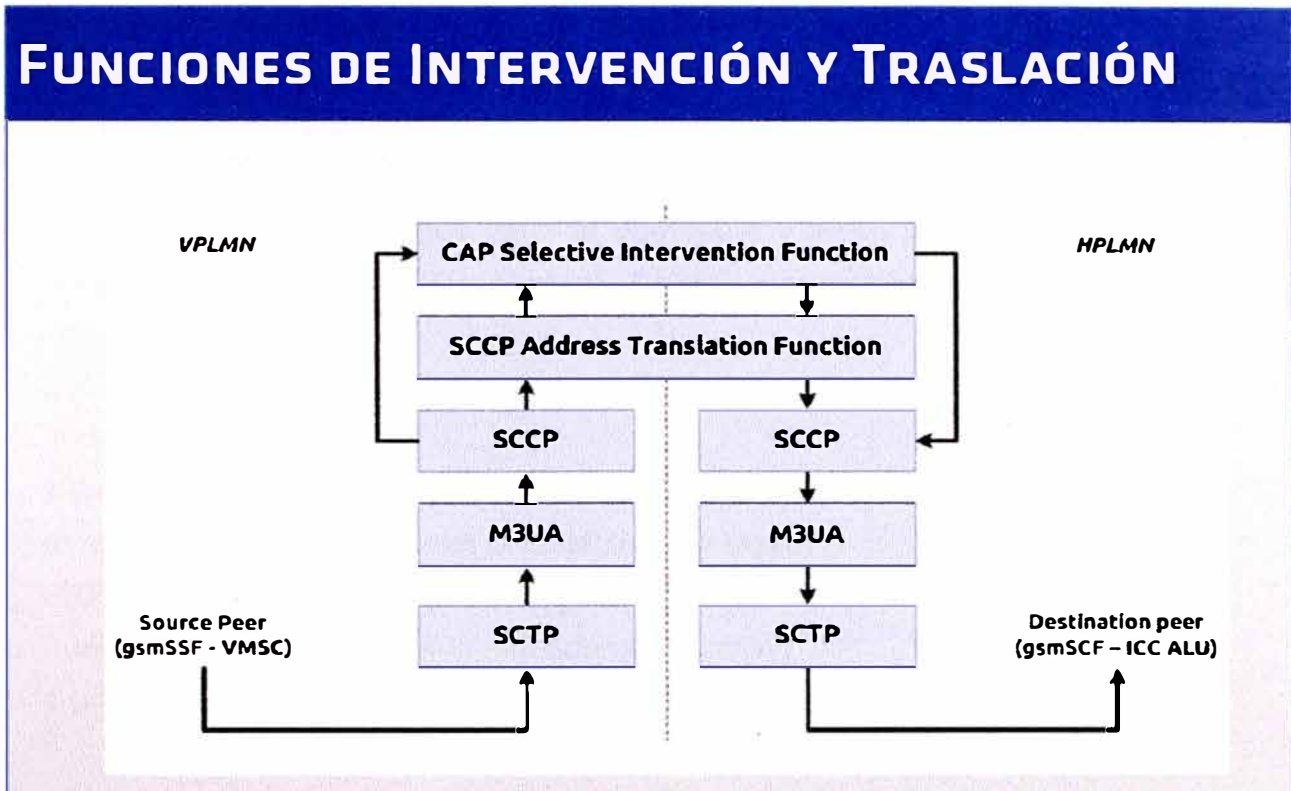 FUNCIONES DE INTERVENCIÓN Y TRASLACIÓN
VPLMN
CAP Selective Intervention Function
HPLMN
SCCP Address Translation Function
SCCP
SCCP
M3UA
M3UA
Source Peer
(gsmSSF - VMSC)
SCTP
SCTP
Destination peer
(gsmSCF – ICC ALU)